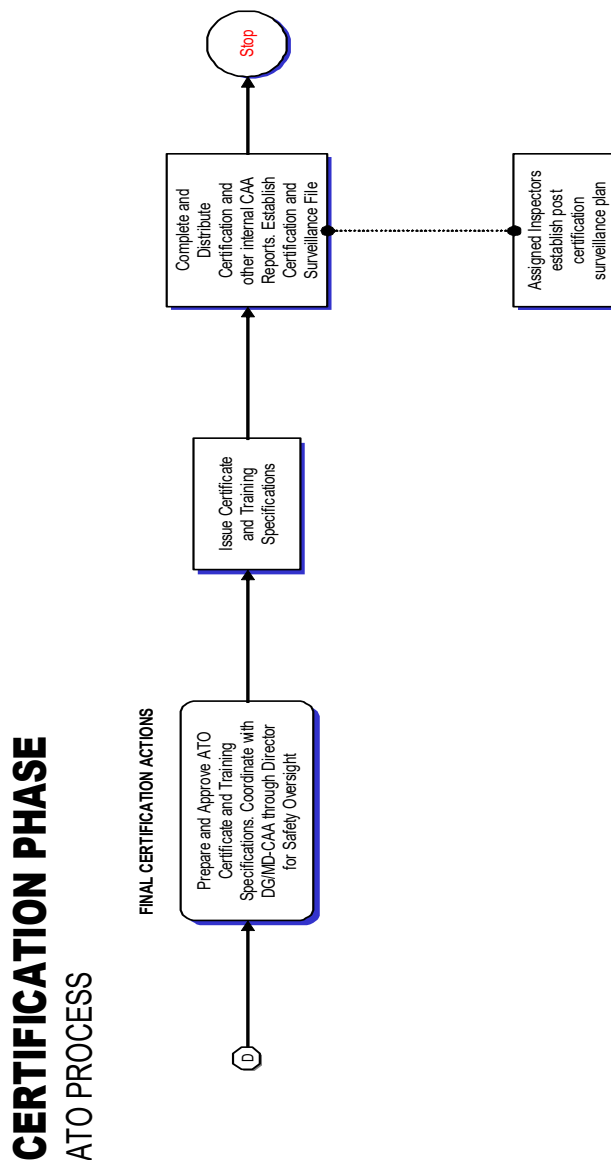 CERTIFICATION PHASE
ATO PROCESS
FINAL CERTIFICATION ACTIONS
D
Prepare and Approve ATO
Certificate and Training
Specifications. Coordinate with
DG/MD-CAA through Director
for Safety Oversight
Issue Certificate
and Training
Specifications
Complete and
Distribute
Certification and
other internal CAA
Reports. Establish
Certification and
Surveillance File
Stop
Assigned Inspectors
establish post
certification
surveillance plan